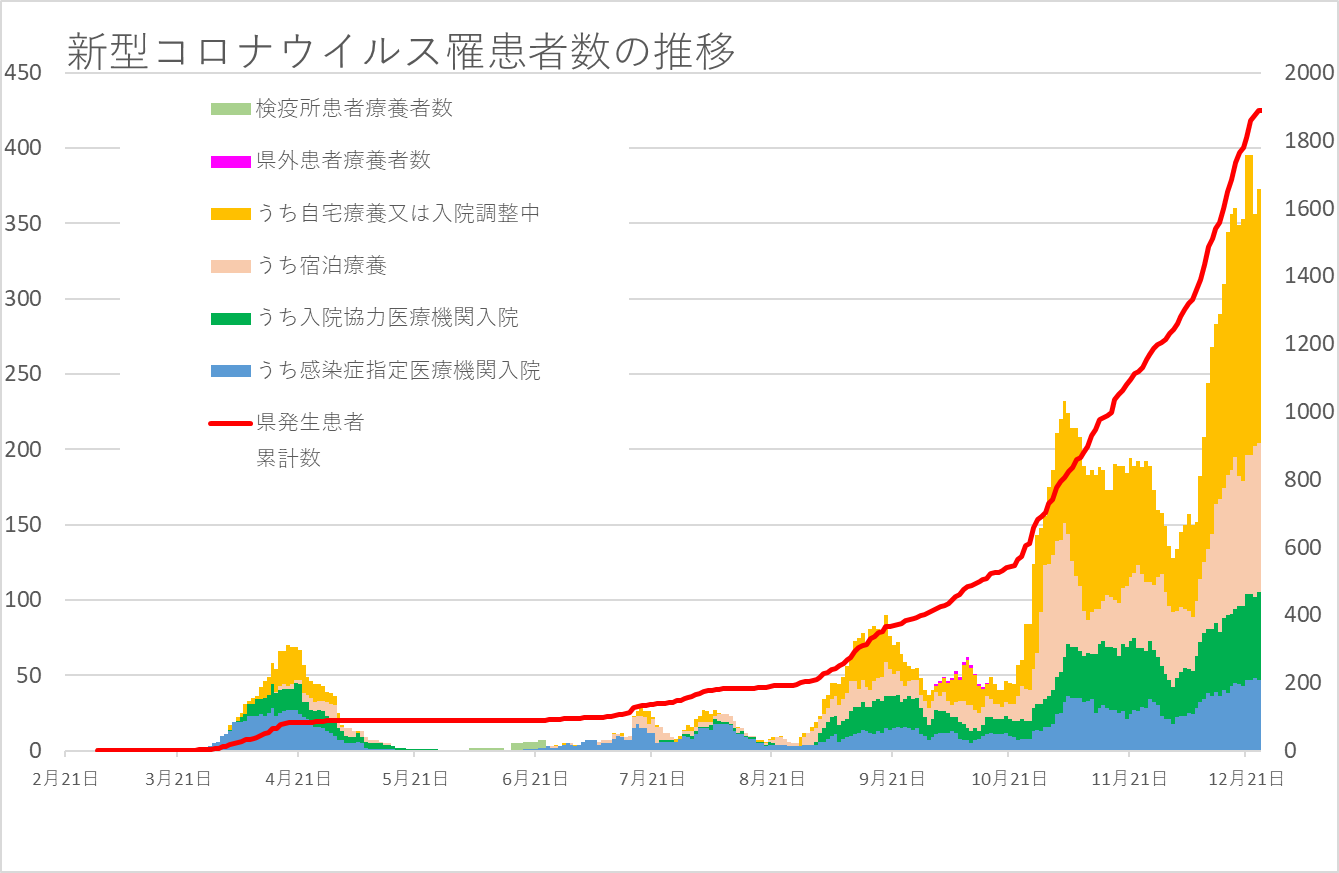 新型コロナウイルス罹患者数の推移
450
400
350
300
250
200
150
100
50
0
検疫所患者療養者数
県外患者療養者数
うち自宅療養又は入院調整中
うち宿泊療養
うち入院協力医療機関入院
うち感染症指定医療機関入院
県発生患者
累計数
2000
1800
1600
1400
1200
1000
800
600
400
200
0
2月21日 3月21日 4月21日 5月21日 6月21日 7月21日 8月21日 9月21日 10月21日 11月21日 12月21日